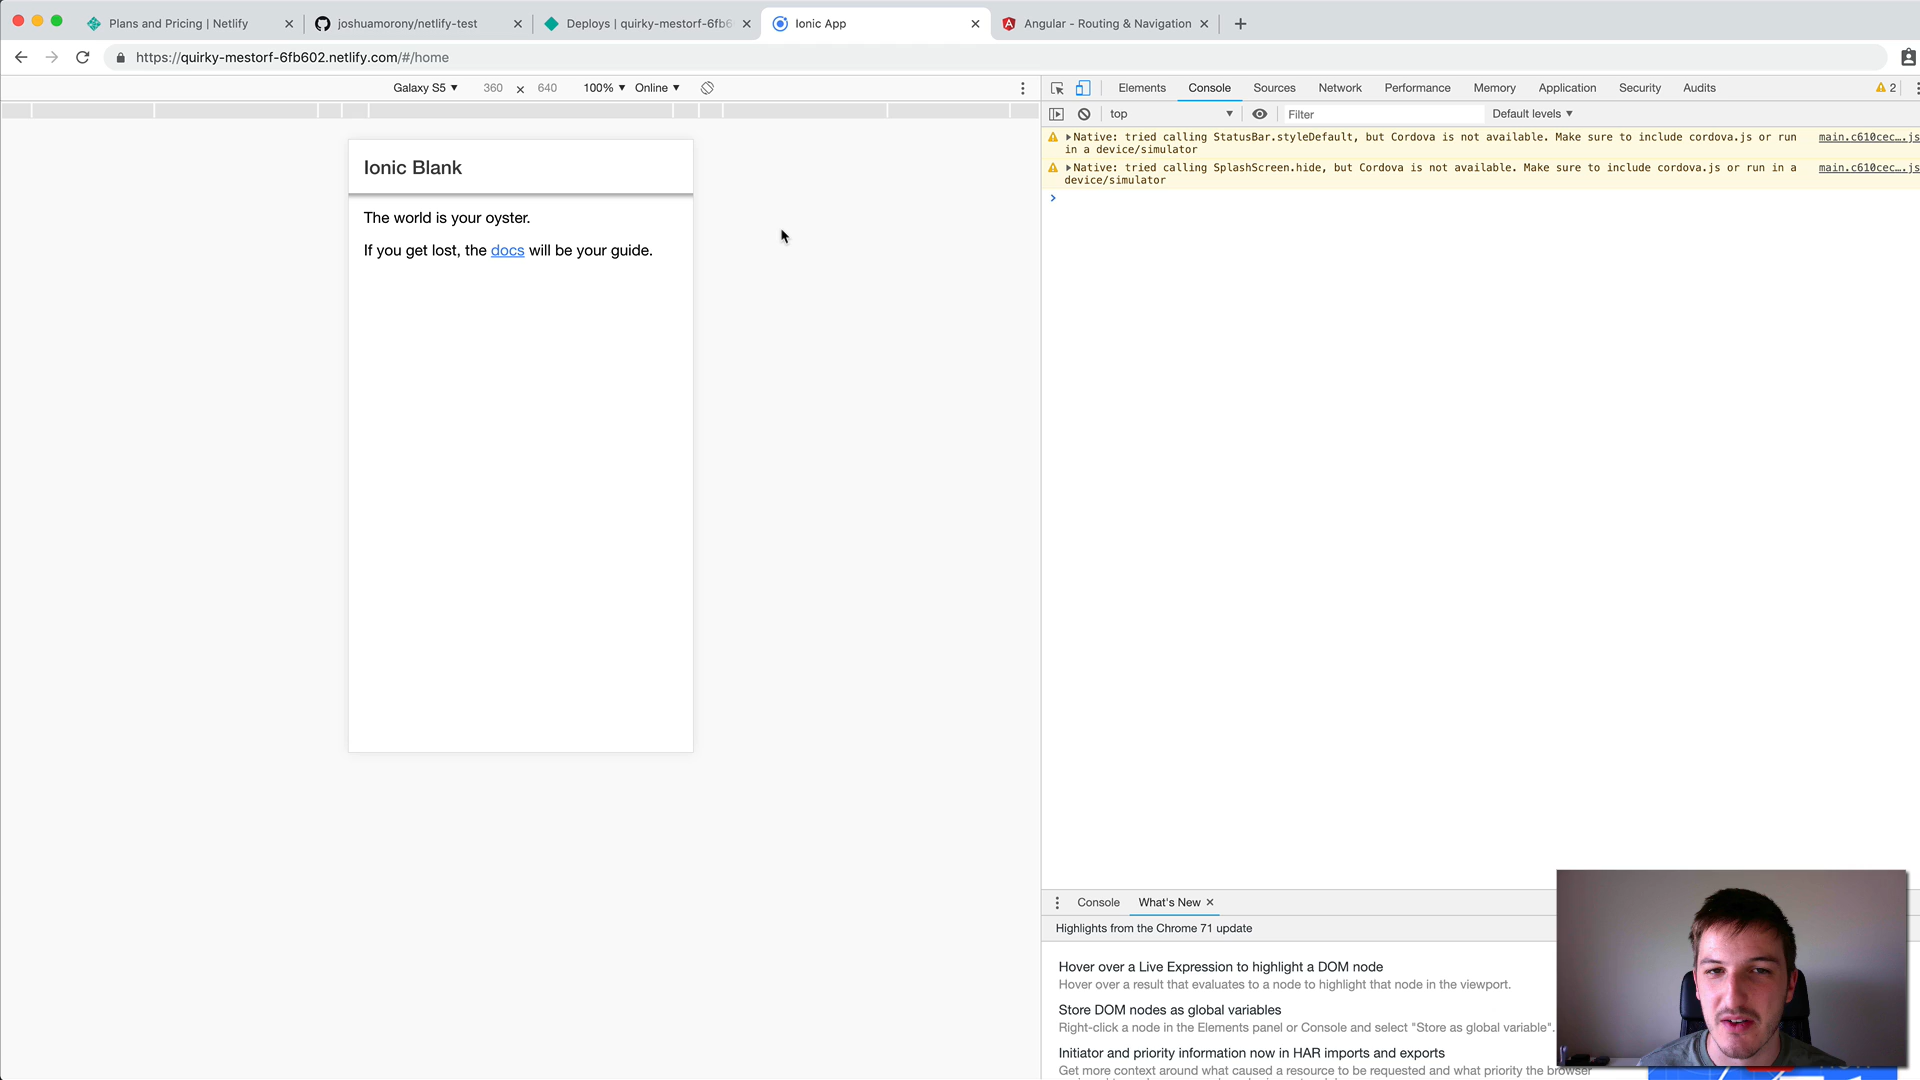 Plans and Pricing | Netlify
joshuamorony/netlify-test
Deploys | quirky-mestorf-6fb6
Ionic App
Angular - Routing & Navigation
https://quirky-mestorf-6fb602.netlify.com/#/home
Galaxy S5 ▼ 360 × 640 100% ▼ Online ▼
Elements Console Sources Network Performance Memory Application Security Audits 2
top Filter Default levels ▼
Native: tried calling StatusBar.styleDefault, but Cordova is not available. Make sure to include cordova.js or run main.c610cec….js
in a device/simulator
Native: tried calling SplashScreen.hide, but Cordova is not available. Make sure to include cordova.js or run in a main.c610cec….js
device/simulator
Ionic Blank
The world is your oyster.
If you get lost, the docs will be your guide.
Console What's New
Highlights from the Chrome 71 update
Hover over a Live Expression to highlight a DOM node
Hover over a result that evaluates to a node to highlight that node in the viewport.
Store DOM nodes as global variables
Right-click a node in the Elements panel or Console and select "Store as global variable".
Initiator and priority information now in HAR imports and exports
Get more context around what caused a resource to be requested and what priority the browser